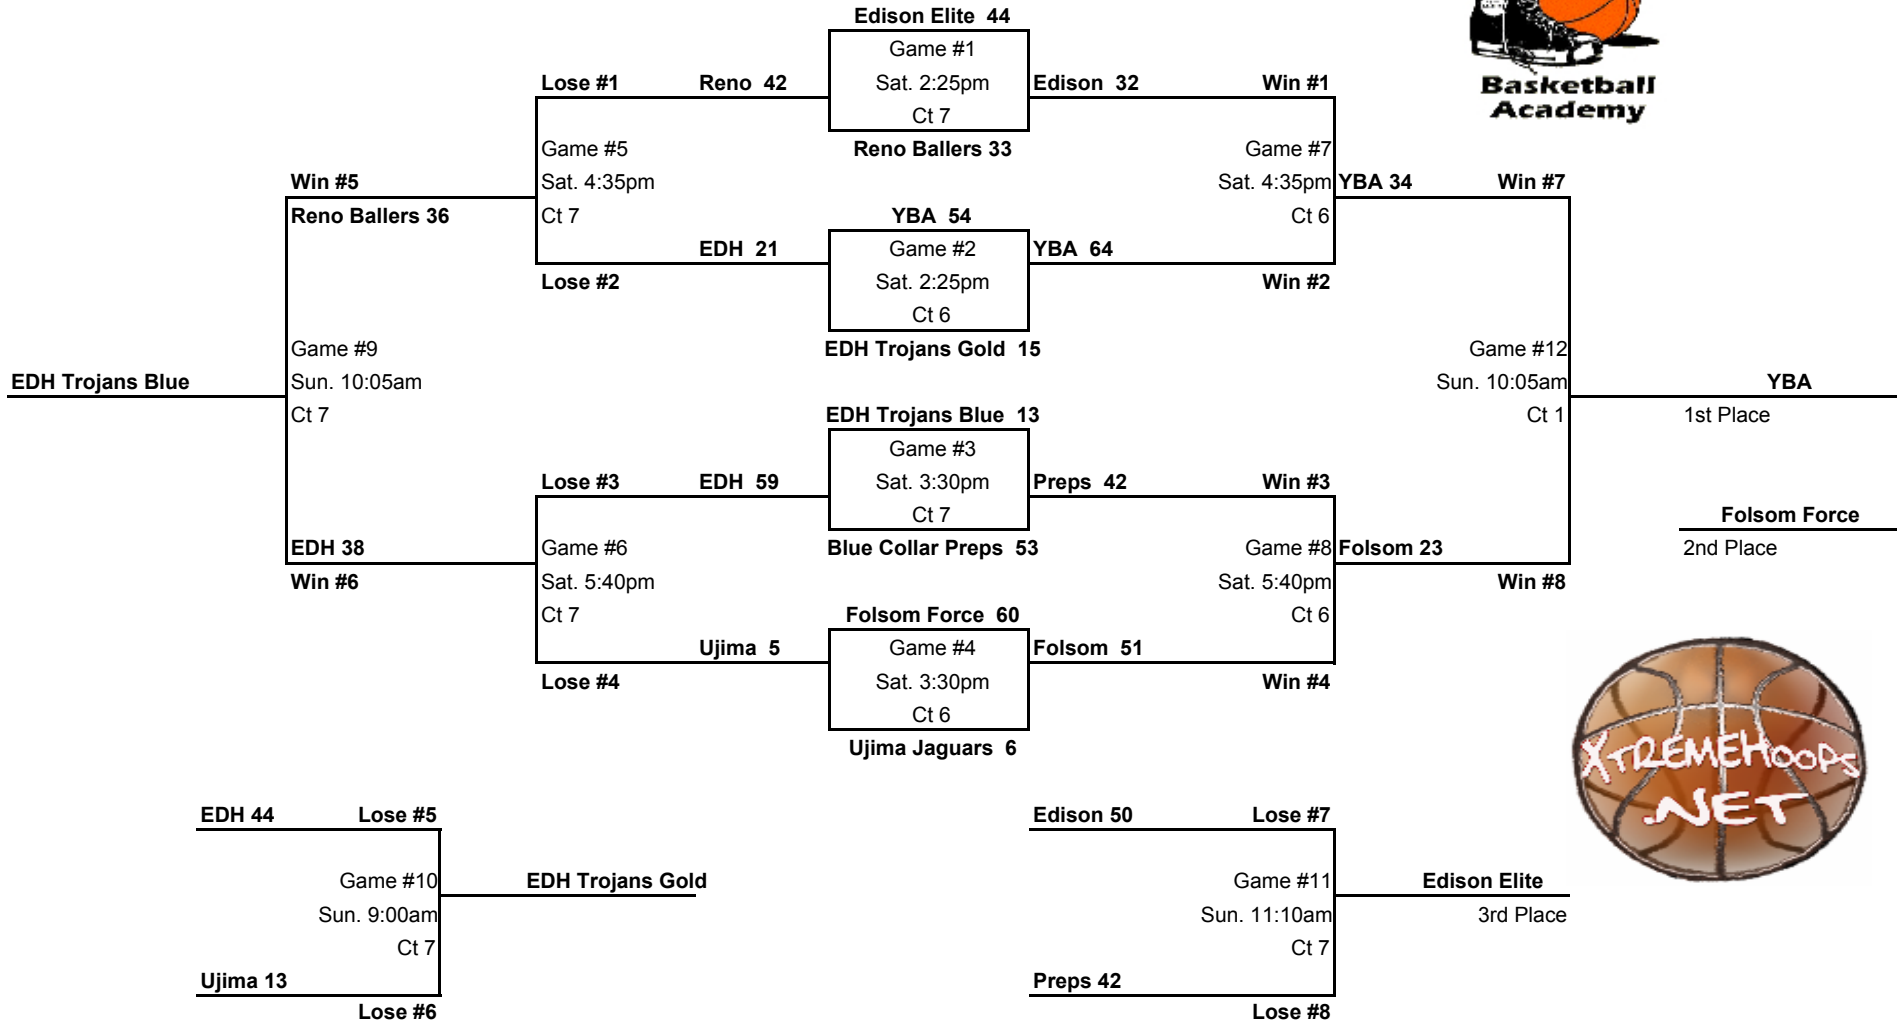 Edison Elite 44
Game #1
Lose #1 Reno 42 Sat. 2:25pm Edison 32 Win #1
Ct 7
Basketball
Academy
Game #5 Reno Ballers 33 Game #7
Win #5 Sat. 4:35pm Sat. 4:35pm YBA 34 Win #7
Reno Ballers 36 Ct 7 YBA 54 Ct 6
EDH 21 Game #2 YBA 64
Lose #2 Sat. 2:25pm Win #2
Ct 6
Game #9 EDH Trojans Gold 15 Game #12
EDH Trojans Blue Sun. 10:05am Sun. 10:05am YBA
Ct 7 EDH Trojans Blue 13 Ct 1 1st Place
Game #3
Lose #3 EDH 59 Sat. 3:30pm Preps 42 Win #3
Ct 7 Folsom Force
EDH 38 Game #6 Blue Collar Preps 53 Game #8 Folsom 23 2nd Place
Win #6 Sat. 5:40pm Sat. 5:40pm Win #8
Ct 7 Folsom Force 60 Ct 6
Ujima 5 Game #4 Folsom 51
Lose #4 Sat. 3:30pm Win #4
Ct 6
Ujima Jaguars 6
XTREMEHOOPS
.NET
EDH 44 Lose #5 Edison 50 Lose #7
Game #10 EDH Trojans Gold Game #11 Edison Elite
Sun. 9:00am Sun. 11:10am 3rd Place
Ct 7 Ct 7
Ujima 13 Preps 42
Lose #6 Lose #8